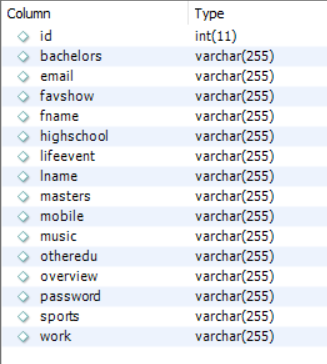 Column Type
id int(11)
bachelors varchar(255)
email varchar(255)
favshow varchar(255)
fname varchar(255)
highschool varchar(255)
lifeevent varchar(255)
lname varchar(255)
masters varchar(255)
mobile varchar(255)
music varchar(255)
otheredu varchar(255)
overview varchar(255)
password varchar(255)
sports varchar(255)
work varchar(255)